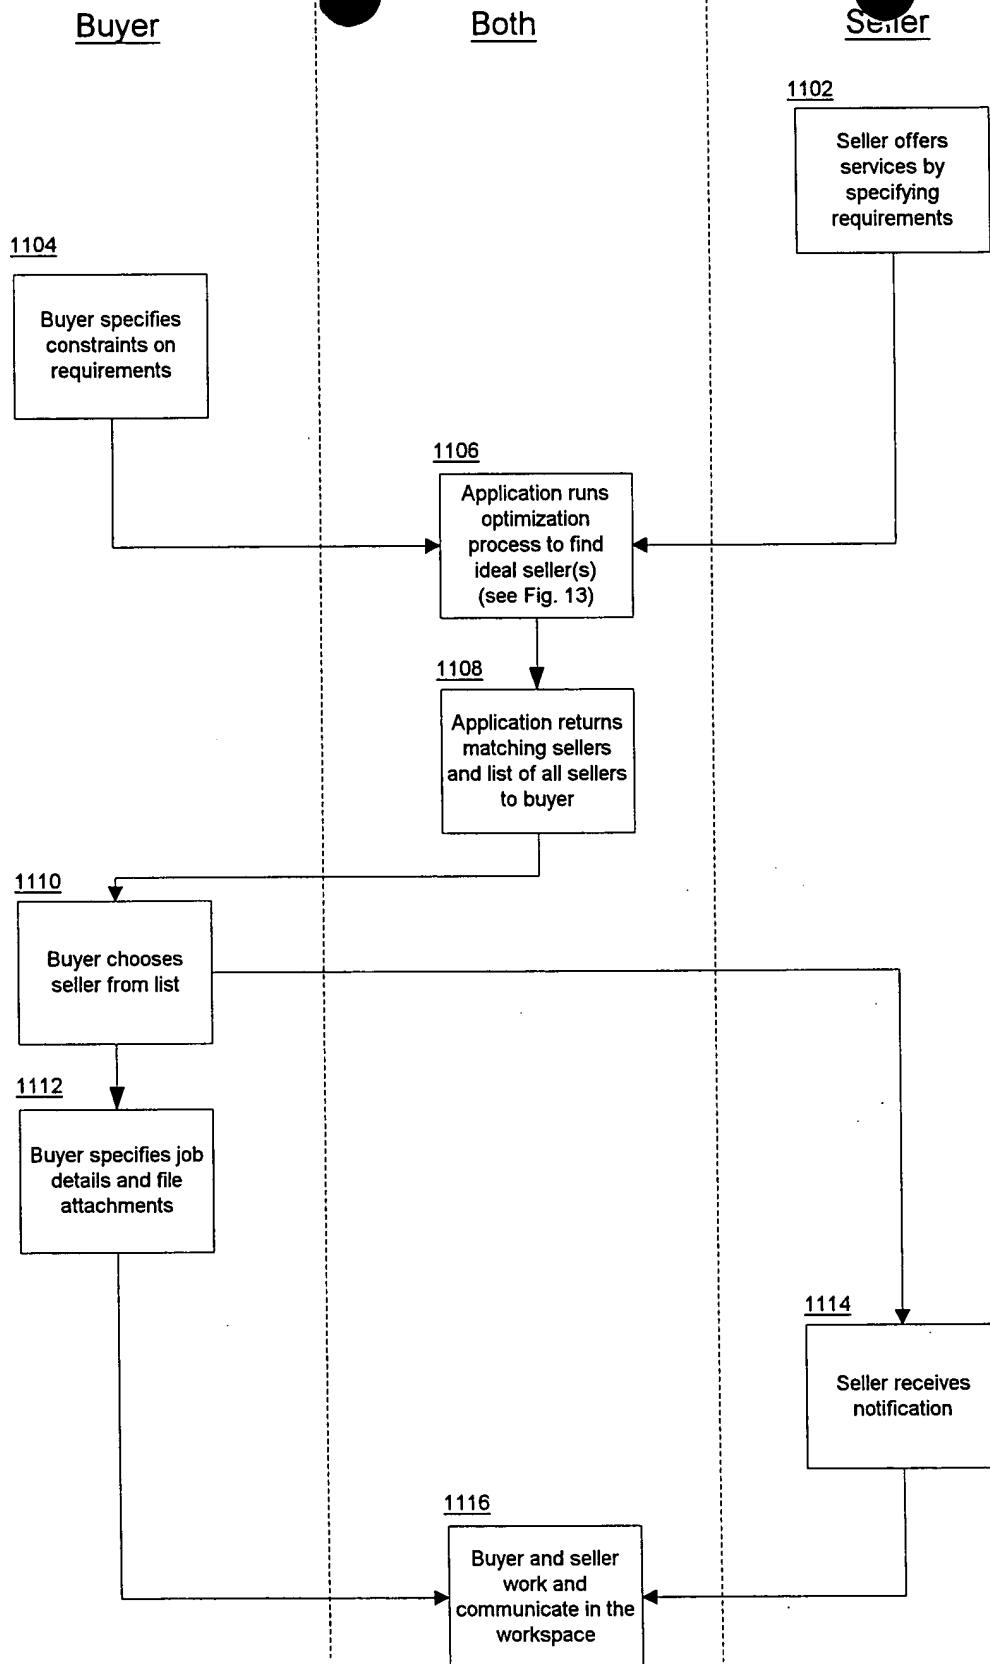 Buyer
Both
Seller
1102
Seller offers
services by
specifying
requirements
1104
Buyer specifies
constraints on
requirements
1106
Application runs
optimization
process to find
ideal seller(s)
(see Fig. 13)
1108
Application returns
matching sellers
and list of all sellers
to buyer
1110
Buyer chooses
seller from list
1112
Buyer specifies job
details and file
attachments
1114
Seller receives
notification
1116
Buyer and seller
work and
communicate in the
workspace